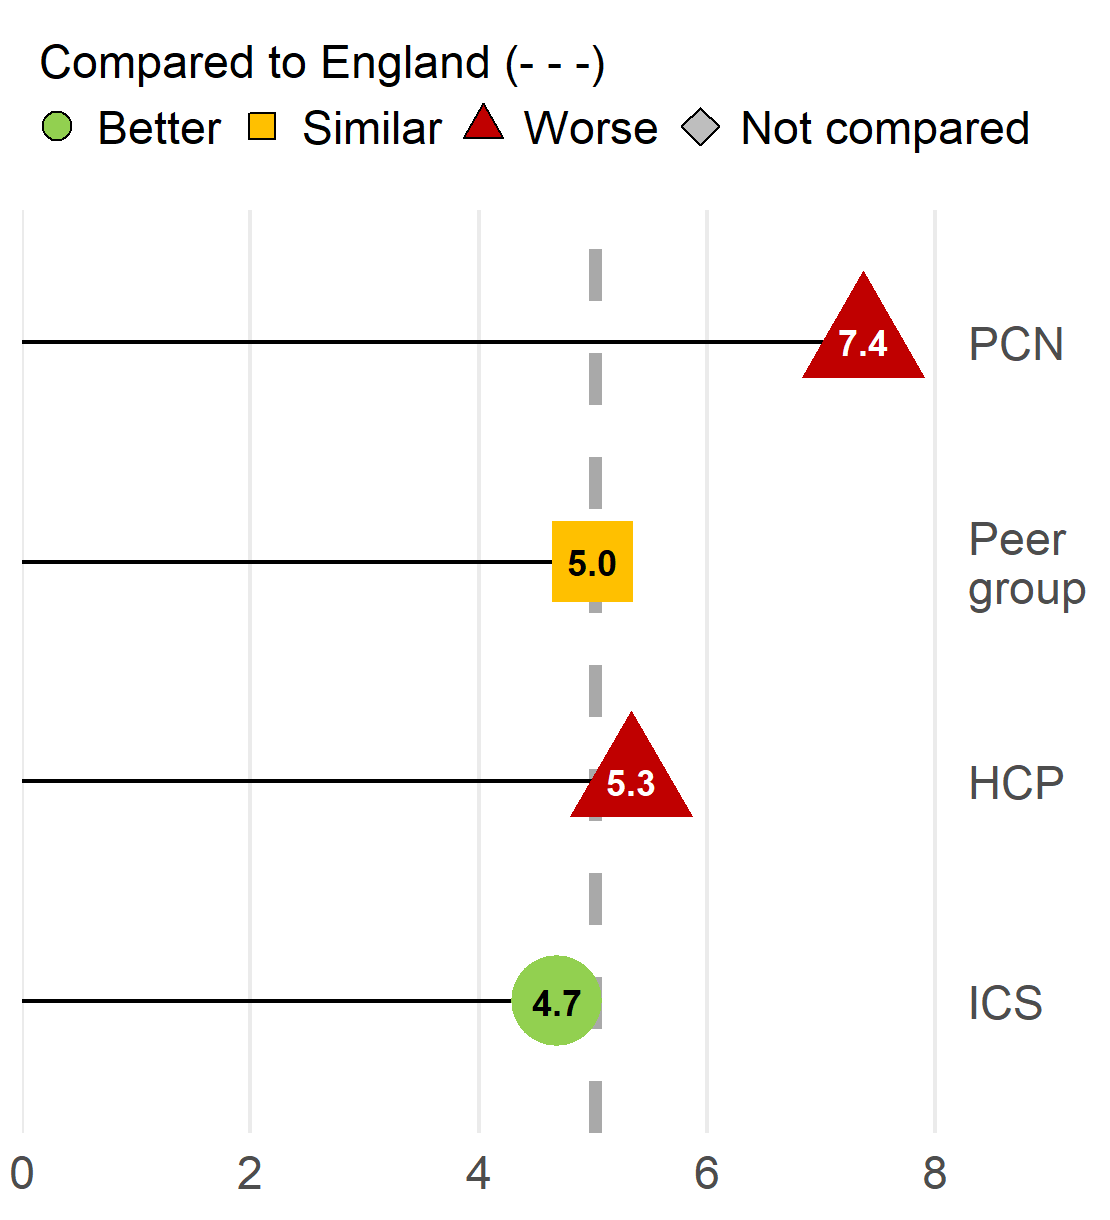 Compared to England (- - -)
Better Similar Worse Not compared
7.4 PCN
5.0 Peer
group
5.3 HCP
4.7 ICS
0 2 4 6 8